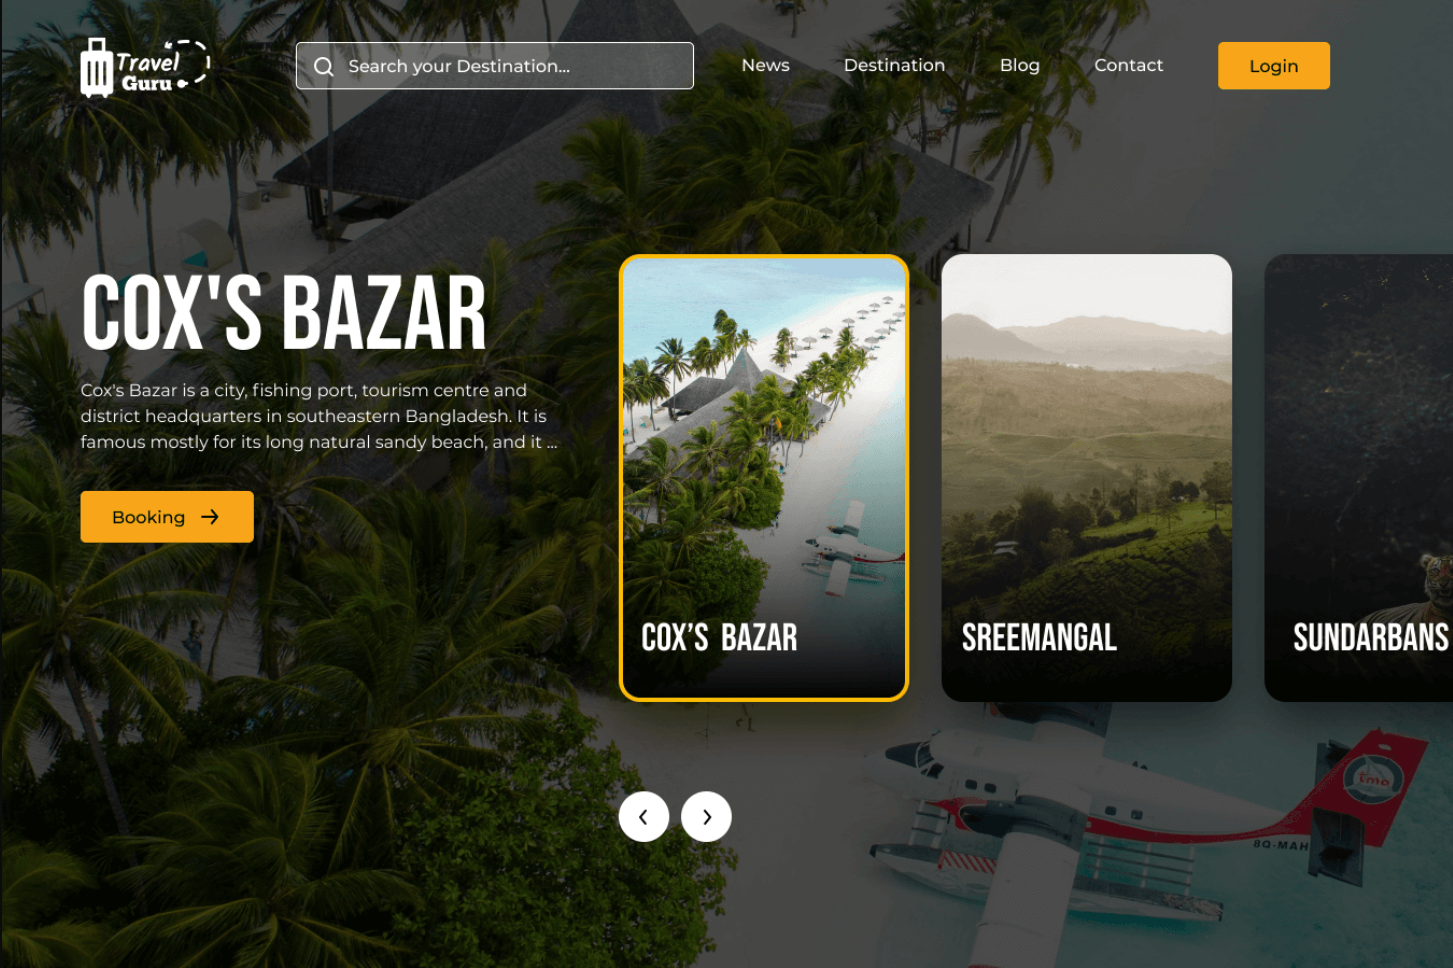 Travel
Guru
Search your Destination...
News
Destination
Blog
Contact
Login
COX'S BAZAR
Cox's Bazar is a city, fishing port, tourism centre and
district headquarters in southeastern Bangladesh. It is
famous mostly for its long natural sandy beach, and it ...
Booking
COX’S BAZAR
SREEMANGAL
SUNDARBANS
tma
8Q-MAH